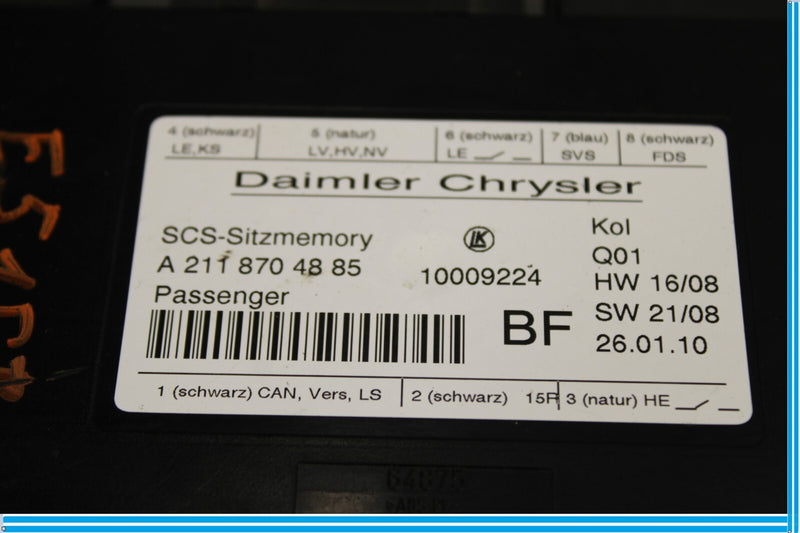 4 (schwarz) 5 (natur) 6 (schwarz) 7 (blau) 8 (schwarz)
LE,KS LV,HV,NV LE SVS FDS
Daimler Chrysler
SCS-Sitzmemory LK Kol
A 211 870 48 85 10009224 Q01
Passenger HW 16/08
BF SW 21/08
26.01.10
1 (schwarz) CAN, Vers, LS 2 (schwarz) 15R 3 (natur) HE
64875